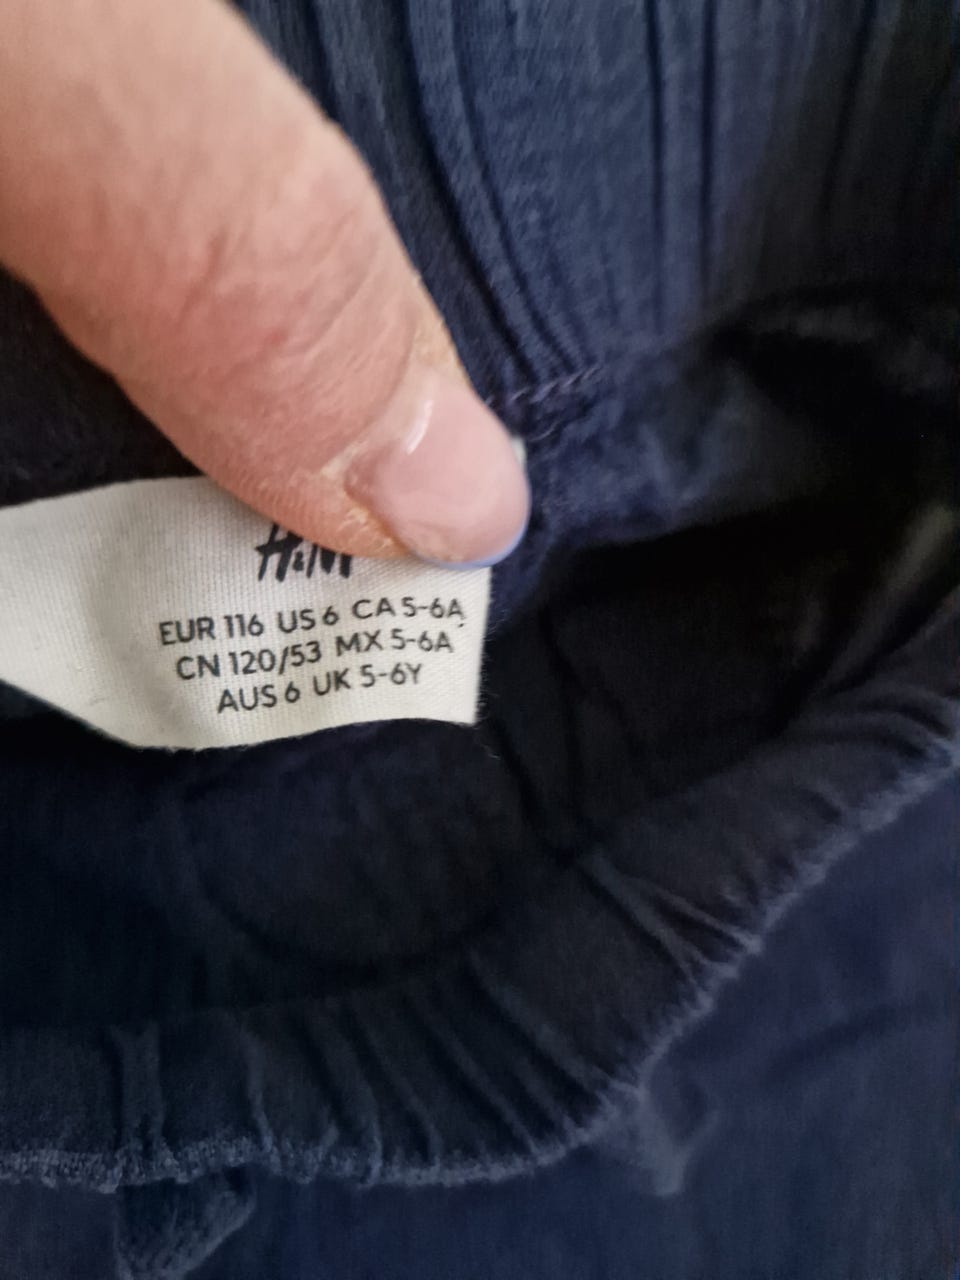 H&M
EUR 116 US 6 CA 5-6A
CN 120/53 MX 5-6A
AUS 6 UK 5-6Y